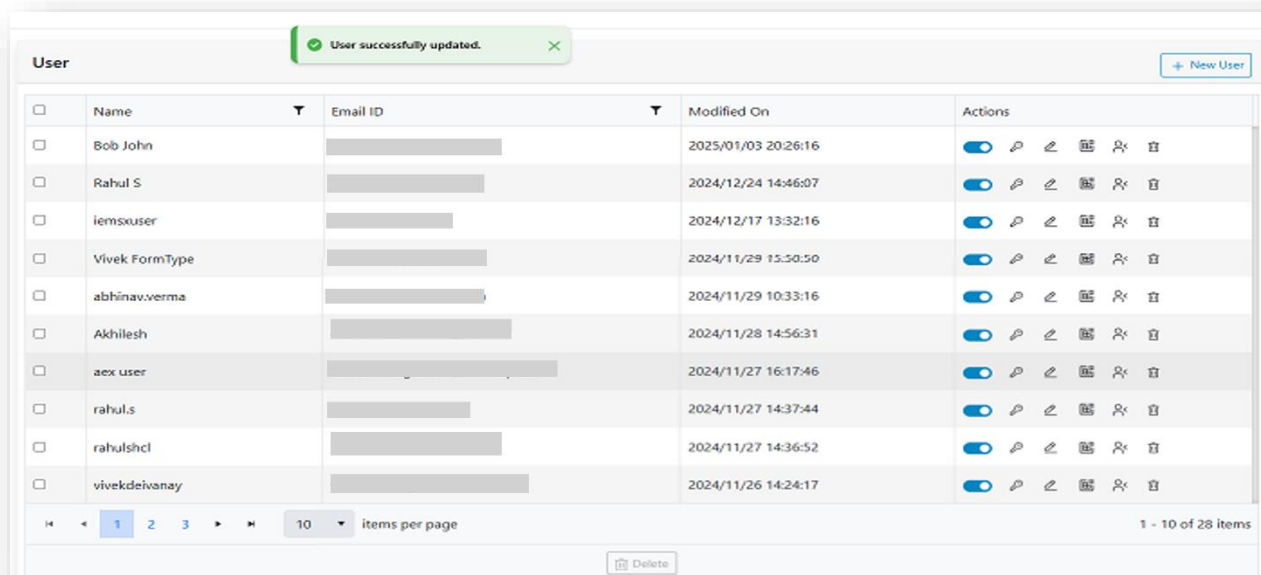 User successfully updated.
User
+ New User
Name Email ID Modified On Actions
Bob John 2025/01/03 20:26:16
Rahul S 2024/12/24 14:46:07
iemsxuser 2024/12/17 13:32:16
Vivek FormType 2024/11/29 15:50:50
abhinav.verma 2024/11/29 10:33:16
Akhilesh 2024/11/28 14:56:31
aex user 2024/11/27 16:17:46
rahul.s 2024/11/27 14:37:44
rahulshcl 2024/11/27 14:36:52
vivekdeivanay 2024/11/26 14:24:17
1 2 3 10 items per page 1 - 10 of 28 items
Delete